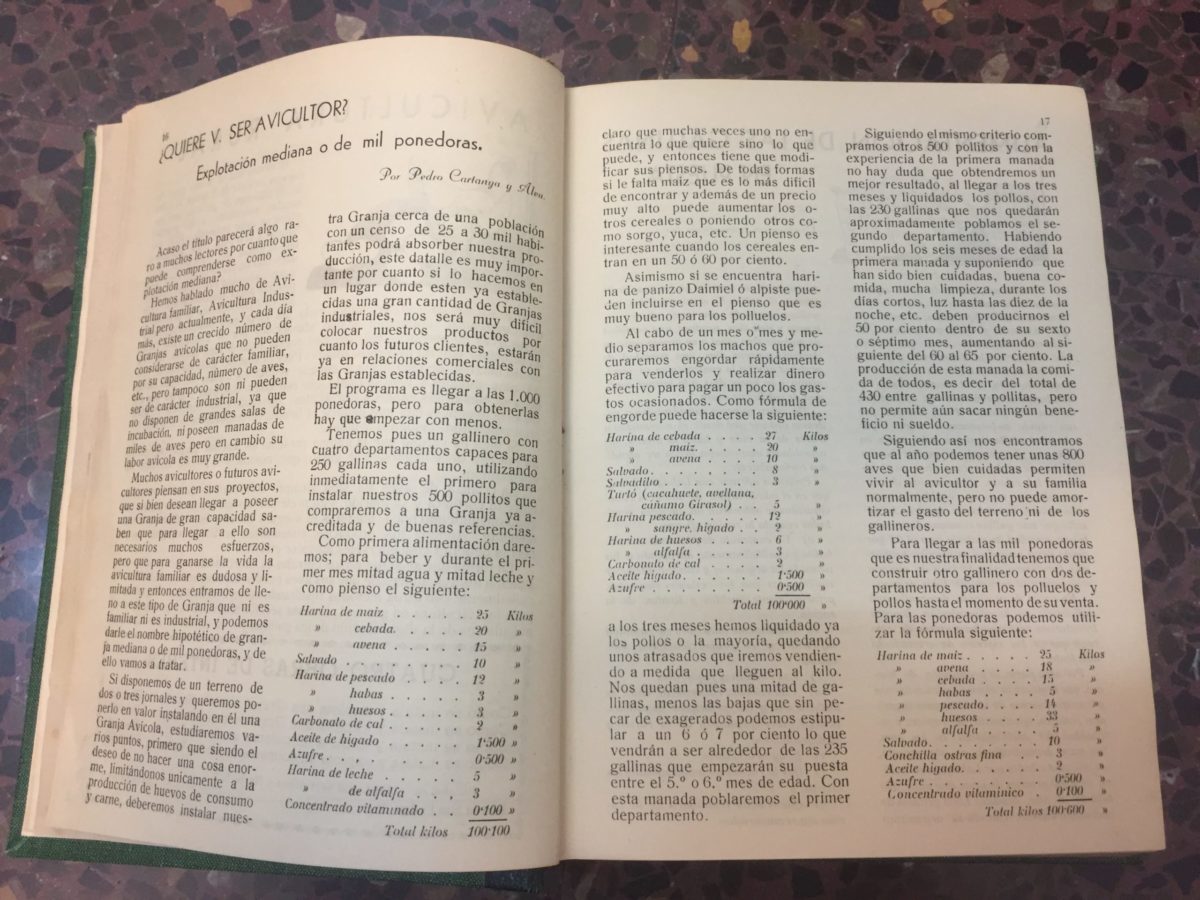 16
¿QUIERE V. SER AVICULTOR?
Explotación mediana o de mil ponedoras.
Por Pedro Cartanya y Aleu.
Acaso el título parecerá algo ra-
ro a muchos lectores por cuanto que
puede comprenderse como ex-
plotación mediana?
Hemos hablado mucho de Avi-
cultura familiar, Avicultura Indus-
trial pero actualmente, y cada día
más, existe un crecido número de
Granjas avícolas que no pueden
considerarse de carácter familiar,
por su capacidad, número de aves,
etc., pero tampoco son ni pueden
ser de carácter industrial, ya que
no disponen de grandes salas de
incubación, ni poseen manadas de
miles de aves pero en cambio su
labor avícola es muy grande.
Muchos avicultores o futuros avi-
cultores piensan en sus proyectos,
que si bien desean llegar a poseer
una Granja de gran capacidad sa-
ben que para llegar a ello son
necesarios muchos esfuerzos,
pero que para ganarse la vida la
avicultura familiar es dudosa y li-
mitada y entonces entramos de lle-
no a este tipo de Granja que ni es
familiar ni es industrial, y podemos
darle el nombre hipotético de gran-
ja mediana o de mil ponedoras, y de
ello vamos a tratar.
Si disponemos de un terreno de
dos o tres jornales y queremos po-
nerlo en valor instalando en él una
Granja Avícola, estudiaremos va-
rios puntos, primero que siendo el
deseo de no hacer una cosa enor-
me, limitándonos unicamente a la
producción de huevos de consumo
y carne, deberemos instalar nues-
tra Granja cerca de una población
con un censo de 25 a 30 mil habi-
tantes podrá absorber nuestra pro-
ducción, este datalle es muy impor-
tante por cuanto si lo hacemos en
un lugar donde esten ya estable-
cidas una gran cantidad de Granjas
industriales, nos será muy difícil
colocar nuestros productos por
cuanto los futuros clientes, estarán
ya en relaciones comerciales con
las Granjas establecidas.
El programa es llegar a las 1.000
ponedoras, pero para obtenerlas
hay que empezar con menos.
Tenemos pues un gallinero con
cuatro departamentos capaces para
250 gallinas cada uno, utilizando
inmediatamente el primero para
instalar nuestros 500 pollitos que
compraremos a una Granja ya a-
creditada y de buenas referencias.
Como primera alimentación dare-
mos; para beber y durante el pri-
mer mes mitad agua y mitad leche y
como pienso el siguiente:
Harina de maiz . . . . . 25 Kilos
» cebada. . . . . 20 »
» avena . . . . . 15 »
Salvado . . . . . 10 »
Harina de pescado . . . . . 12 »
» habas . . . . . 3 »
» huesos . . . . . 3 »
Carbonato de cal . . . . . 2 »
Aceite de hígado . . . . . 1'500 »
Azufre . . . . . 0'500 »
Harina de leche . . . . . 5 »
» de alfalfa . . . . 3 »
Concentrado vitaminado . . 0'100 »
Total kilos 100'100
17
claro que muchas veces uno no en-
cuentra lo que quiere sino lo que
puede, y entonces tiene que modi-
ficar sus piensos. De todas formas
si le falta maiz que es lo más difícil
de encontrar y además de un precio
muy alto puede aumentar los o-
tros cereales o poniendo otros co-
mo sorgo, yuca, etc. Un pienso es
interesante cuando los cereales en-
tran en un 50 ó 60 por ciento.
Asimismo si se encuentra hari-
na de panizo Daimiel ó alpiste pue-
den incluirse en el pienso que es
muy bueno para los polluelos.
Al cabo de un mes o mes y me-
dio separamos los machos que pro-
curaremos engordar rápidamente
para venderlos y realizar dinero
efectivo para pagar un poco los gas-
tos ocasionados. Como fórmula de
engorde puede hacerse la siguiente:
Harina de cebada . . . . 27 Kilos
» maiz. . . . . 20 »
» avena . . . . 10 »
Salvado. . . . . . 8 »
Salvadillo . . . . . 3 »
Turtó (cacahuete, avellana,
cáñamo Girasol) . . 5 »
Harina pescado. . . . . 12 »
» sangre, hígado . . 2 »
Harina de huesos . . . . 6 »
» alfalfa . . . . 3 »
Carbonato de cal . . . . 2 »
Aceite hígado. . . . . 1'500 »
Azufre . . . . . . 0'500 »
Total 100'000 »
a los tres meses hemos liquidado ya
los pollos o la mayoría, quedando
unos atrasados que iremos vendien-
do a medida que lleguen al kilo.
Nos quedan pues una mitad de ga-
llinas, menos las bajas que sin pe-
car de exagerados podemos estipu-
lar a un 6 ó 7 por ciento lo que
vendrán a ser alrededor de las 235
gallinas que empezarán su puesta
entre el 5.º o 6.º mes de edad. Con
esta manada poblaremos el primer
departamento.
Siguiendo el mismo criterio com-
pramos otros 500 pollitos y con la
experiencia de la primera manada
no hay duda que obtendremos un
mejor resultado, al llegar a los tres
meses y liquidados los pollos, con
las 230 gallinas que nos quedarán
aproximadamente poblamos el se-
gundo departamento. Habiendo
cumplido los seis meses de edad la
primera manada y suponiendo que
han sido bien cuidadas, buena co-
mida, mucha limpieza, durante los
días cortos, luz hasta las diez de la
noche, etc. deben producirnos el
50 por ciento dentro de su sexto
o séptimo mes, aumentando al si-
guiente del 60 al 65 por ciento. La
producción de esta manada la comi-
da de todos, es decir del total de
430 entre gallinas y pollitas, pero
no permite aún sacar ningún bene-
ficio ni sueldo.
Siguiendo así nos encontramos
que al año podemos tener unas 800
aves que bien cuidadas permiten
vivir al avicultor y a su familia
normalmente, pero no puede amor-
tizar el gasto del terreno ni de los
gallineros.
Para llegar a las mil ponedoras
que es nuestra finalidad tenemos que
construir otro gallinero con dos de-
partamentos para los polluelos y
pollos hasta el momento de su venta.
Para las ponedoras podemos utili-
zar la fórmula siguiente:
Harina de maiz . . . . . 25 Kilos
» avena . . . . 18 »
» cebada . . . . 15 »
» habas . . . . 5 »
» pescado. . . . 14 »
» huesos . . . . 33 »
» alfalfa . . . . 5 »
Salvado. . . . . . 10 »
Conchilla ostras fina . . 3 »
Aceite hígado. . . . . 2 »
Azufre . . . . . . 0'500 »
Concentrado vitamínico . . 0'100 »
Total kilos 100'600 »